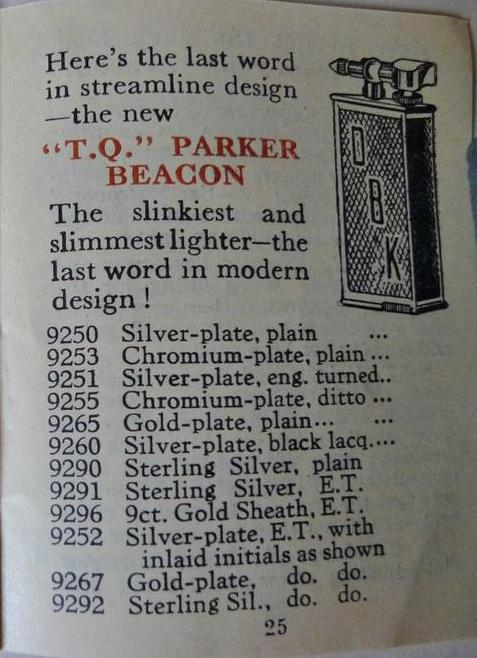 Here's the last word
in streamline design
—the new
"T.Q." PARKER
BEACON
The slinkiest and
slimmest lighter—the
last word in modern
design !
D
B
K
9250 Silver-plate, plain ...
9253 Chromium-plate, plain ...
9251 Silver-plate, eng. turned..
9255 Chromium-plate, ditto ...
9265 Gold-plate, plain... ...
9260 Silver-plate, black lacq....
9290 Sterling Silver, plain
9291 Sterling Silver, E.T.
9296 9ct. Gold Sheath, E.T.
9252 Silver-plate, E.T., with
inlaid initials as shown
9267 Gold-plate, do. do.
9292 Sterling Sil., do. do.
25